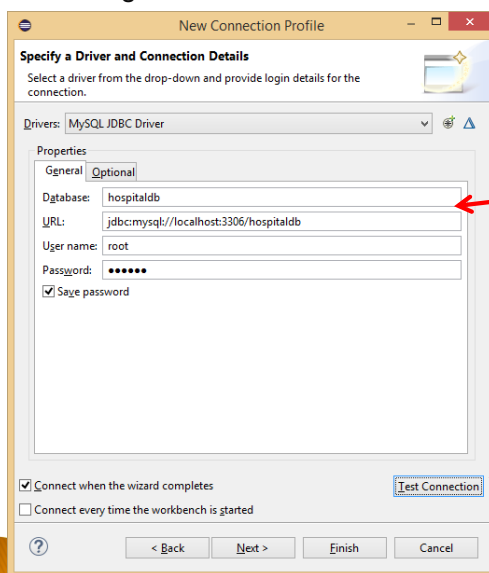 New Connection Profile
Specify a Driver and Connection Details
Select a driver from the drop-down and provide login details for the
connection.
Drivers: MySQL JDBC Driver
Properties
General Optional
Database: hospitaldb
URL: jdbc:mysql://localhost:3306/hospitaldb
User name: root
Password: ●●●●●●
Save password
Connect when the wizard completes
Test Connection
Connect every time the workbench is started
? < Back Next > Finish Cancel